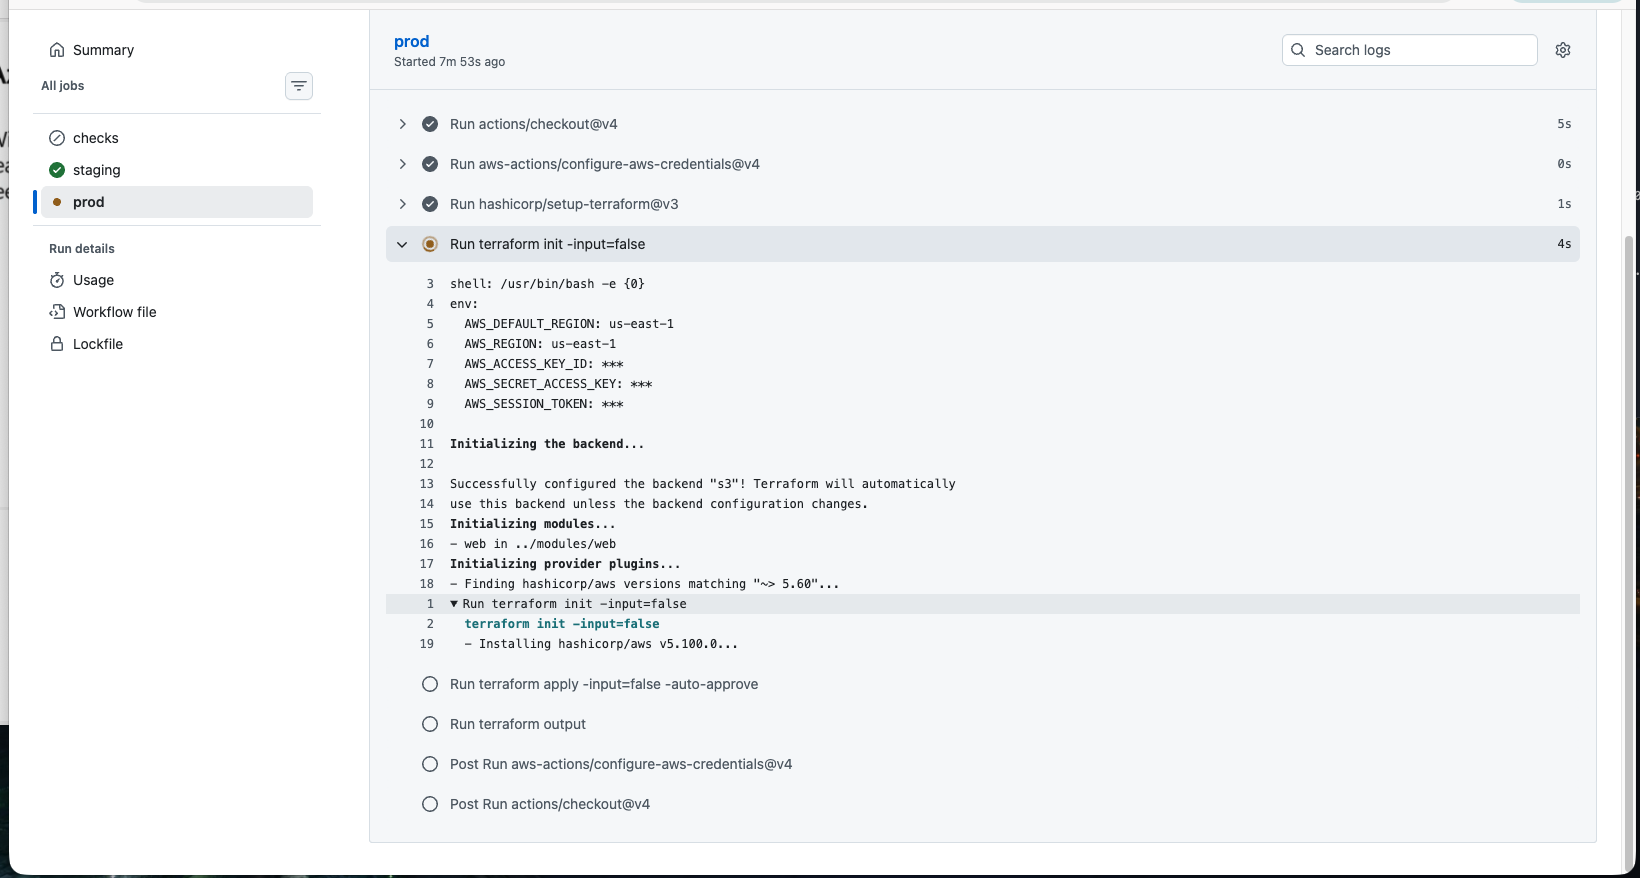 Summary
All jobs
checks
staging
prod
Run details
Usage
Workflow file
Lockfile
prod
Started 7m 53s ago
Search logs
Run actions/checkout@v4 5s
Run aws-actions/configure-aws-credentials@v4 0s
Run hashicorp/setup-terraform@v3 1s
Run terraform init -input=false 4s
3 shell: /usr/bin/bash -e {0}
4 env:
5 AWS_DEFAULT_REGION: us-east-1
6 AWS_REGION: us-east-1
7 AWS_ACCESS_KEY_ID: ***
8 AWS_SECRET_ACCESS_KEY: ***
9 AWS_SESSION_TOKEN: ***
10
11 Initializing the backend...
12
13 Successfully configured the backend "s3"! Terraform will automatically
14 use this backend unless the backend configuration changes.
15 Initializing modules...
16 - web in ../modules/web
17 Initializing provider plugins...
18 - Finding hashicorp/aws versions matching "~> 5.60"...
1 ▼ Run terraform init -input=false
2 terraform init -input=false
19 - Installing hashicorp/aws v5.100.0...
Run terraform apply -input=false -auto-approve
Run terraform output
Post Run aws-actions/configure-aws-credentials@v4
Post Run actions/checkout@v4